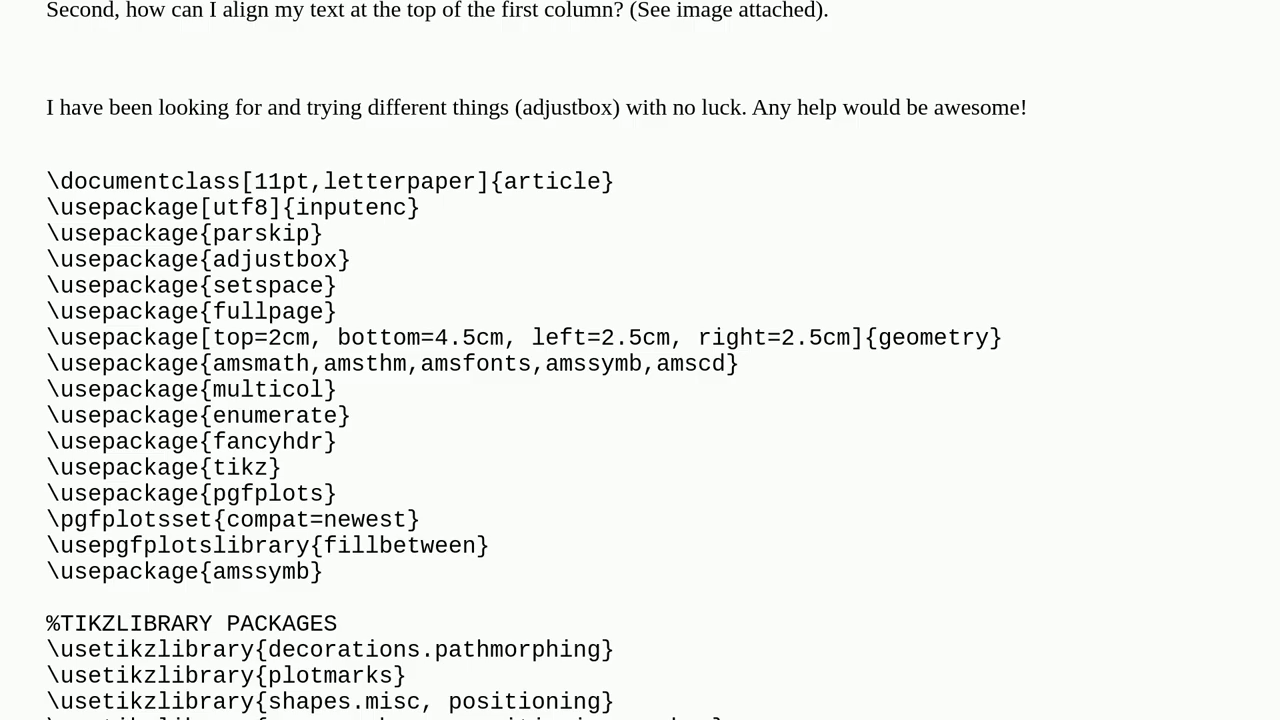 Second, how can I align my text at the top of the first column? (See image attached).
I have been looking for and trying different things (adjustbox) with no luck. Any help would be awesome!
\documentclass[11pt,letterpaper]{article}
\usepackage[utf8]{inputenc}
\usepackage{parskip}
\usepackage{adjustbox}
\usepackage{setspace}
\usepackage{fullpage}
\usepackage[top=2cm, bottom=4.5cm, left=2.5cm, right=2.5cm]{geometry}
\usepackage{amsmath,amsthm,amsfonts,amssymb,amscd}
\usepackage{multicol}
\usepackage{enumerate}
\usepackage{fancyhdr}
\usepackage{tikz}
\usepackage{pgfplots}
\pgfplotsset{compat=newest}
\usepgfplotslibrary{fillbetween}
\usepackage{amssymb}
%TIKZLIBRARY PACKAGES
\usetikzlibrary{decorations.pathmorphing}
\usetikzlibrary{plotmarks}
\usetikzlibrary{shapes.misc, positioning}